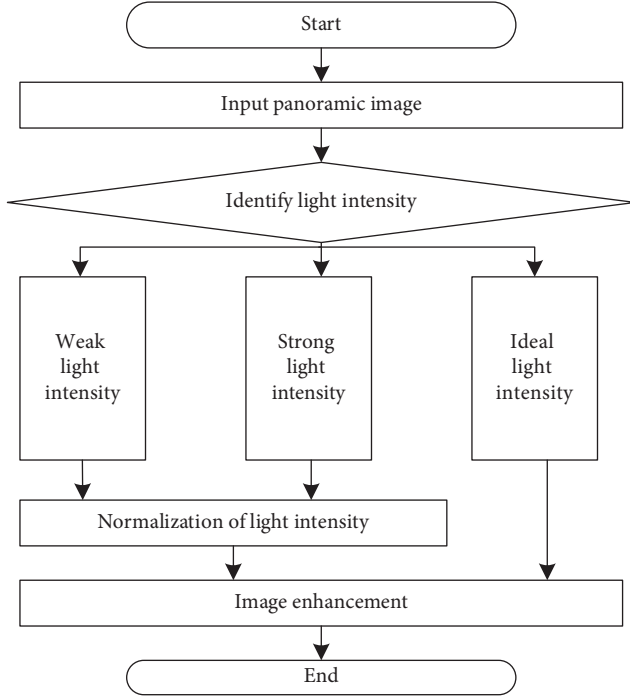 Start
Input panoramic image
Identify light intensity
Weak
light
intensity
Strong
light
intensity
Ideal
light
intensity
Normalization of light intensity
Image enhancement
End